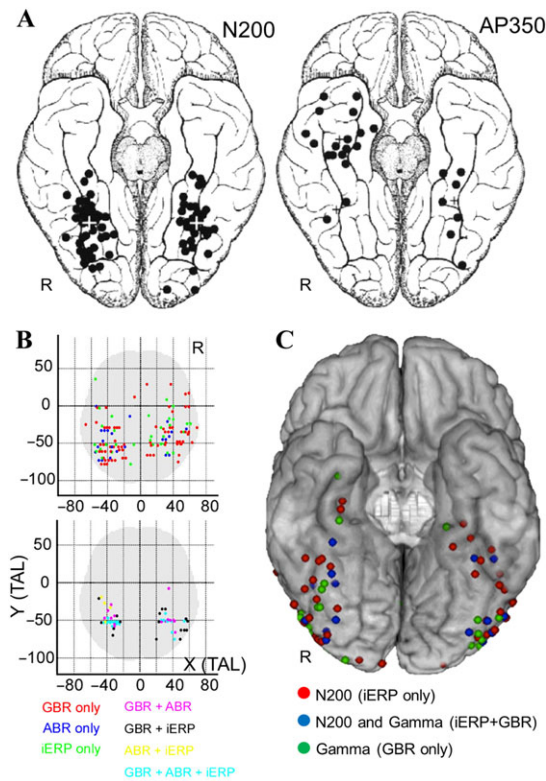 A
N200
AP350
R
R
B
R
50
0
−50
−100
−80 −40 0 40 80
50
0
−50
−100
Y (TAL)
X (TAL)
−80 −40 0 40 80
GBR only
ABR only
iERP only
GBR + ABR
GBR + iERP
ABR + iERP
GBR + ABR + iERP
C
R
N200 (iERP only)
N200 and Gamma (iERP+GBR)
Gamma (GBR only)